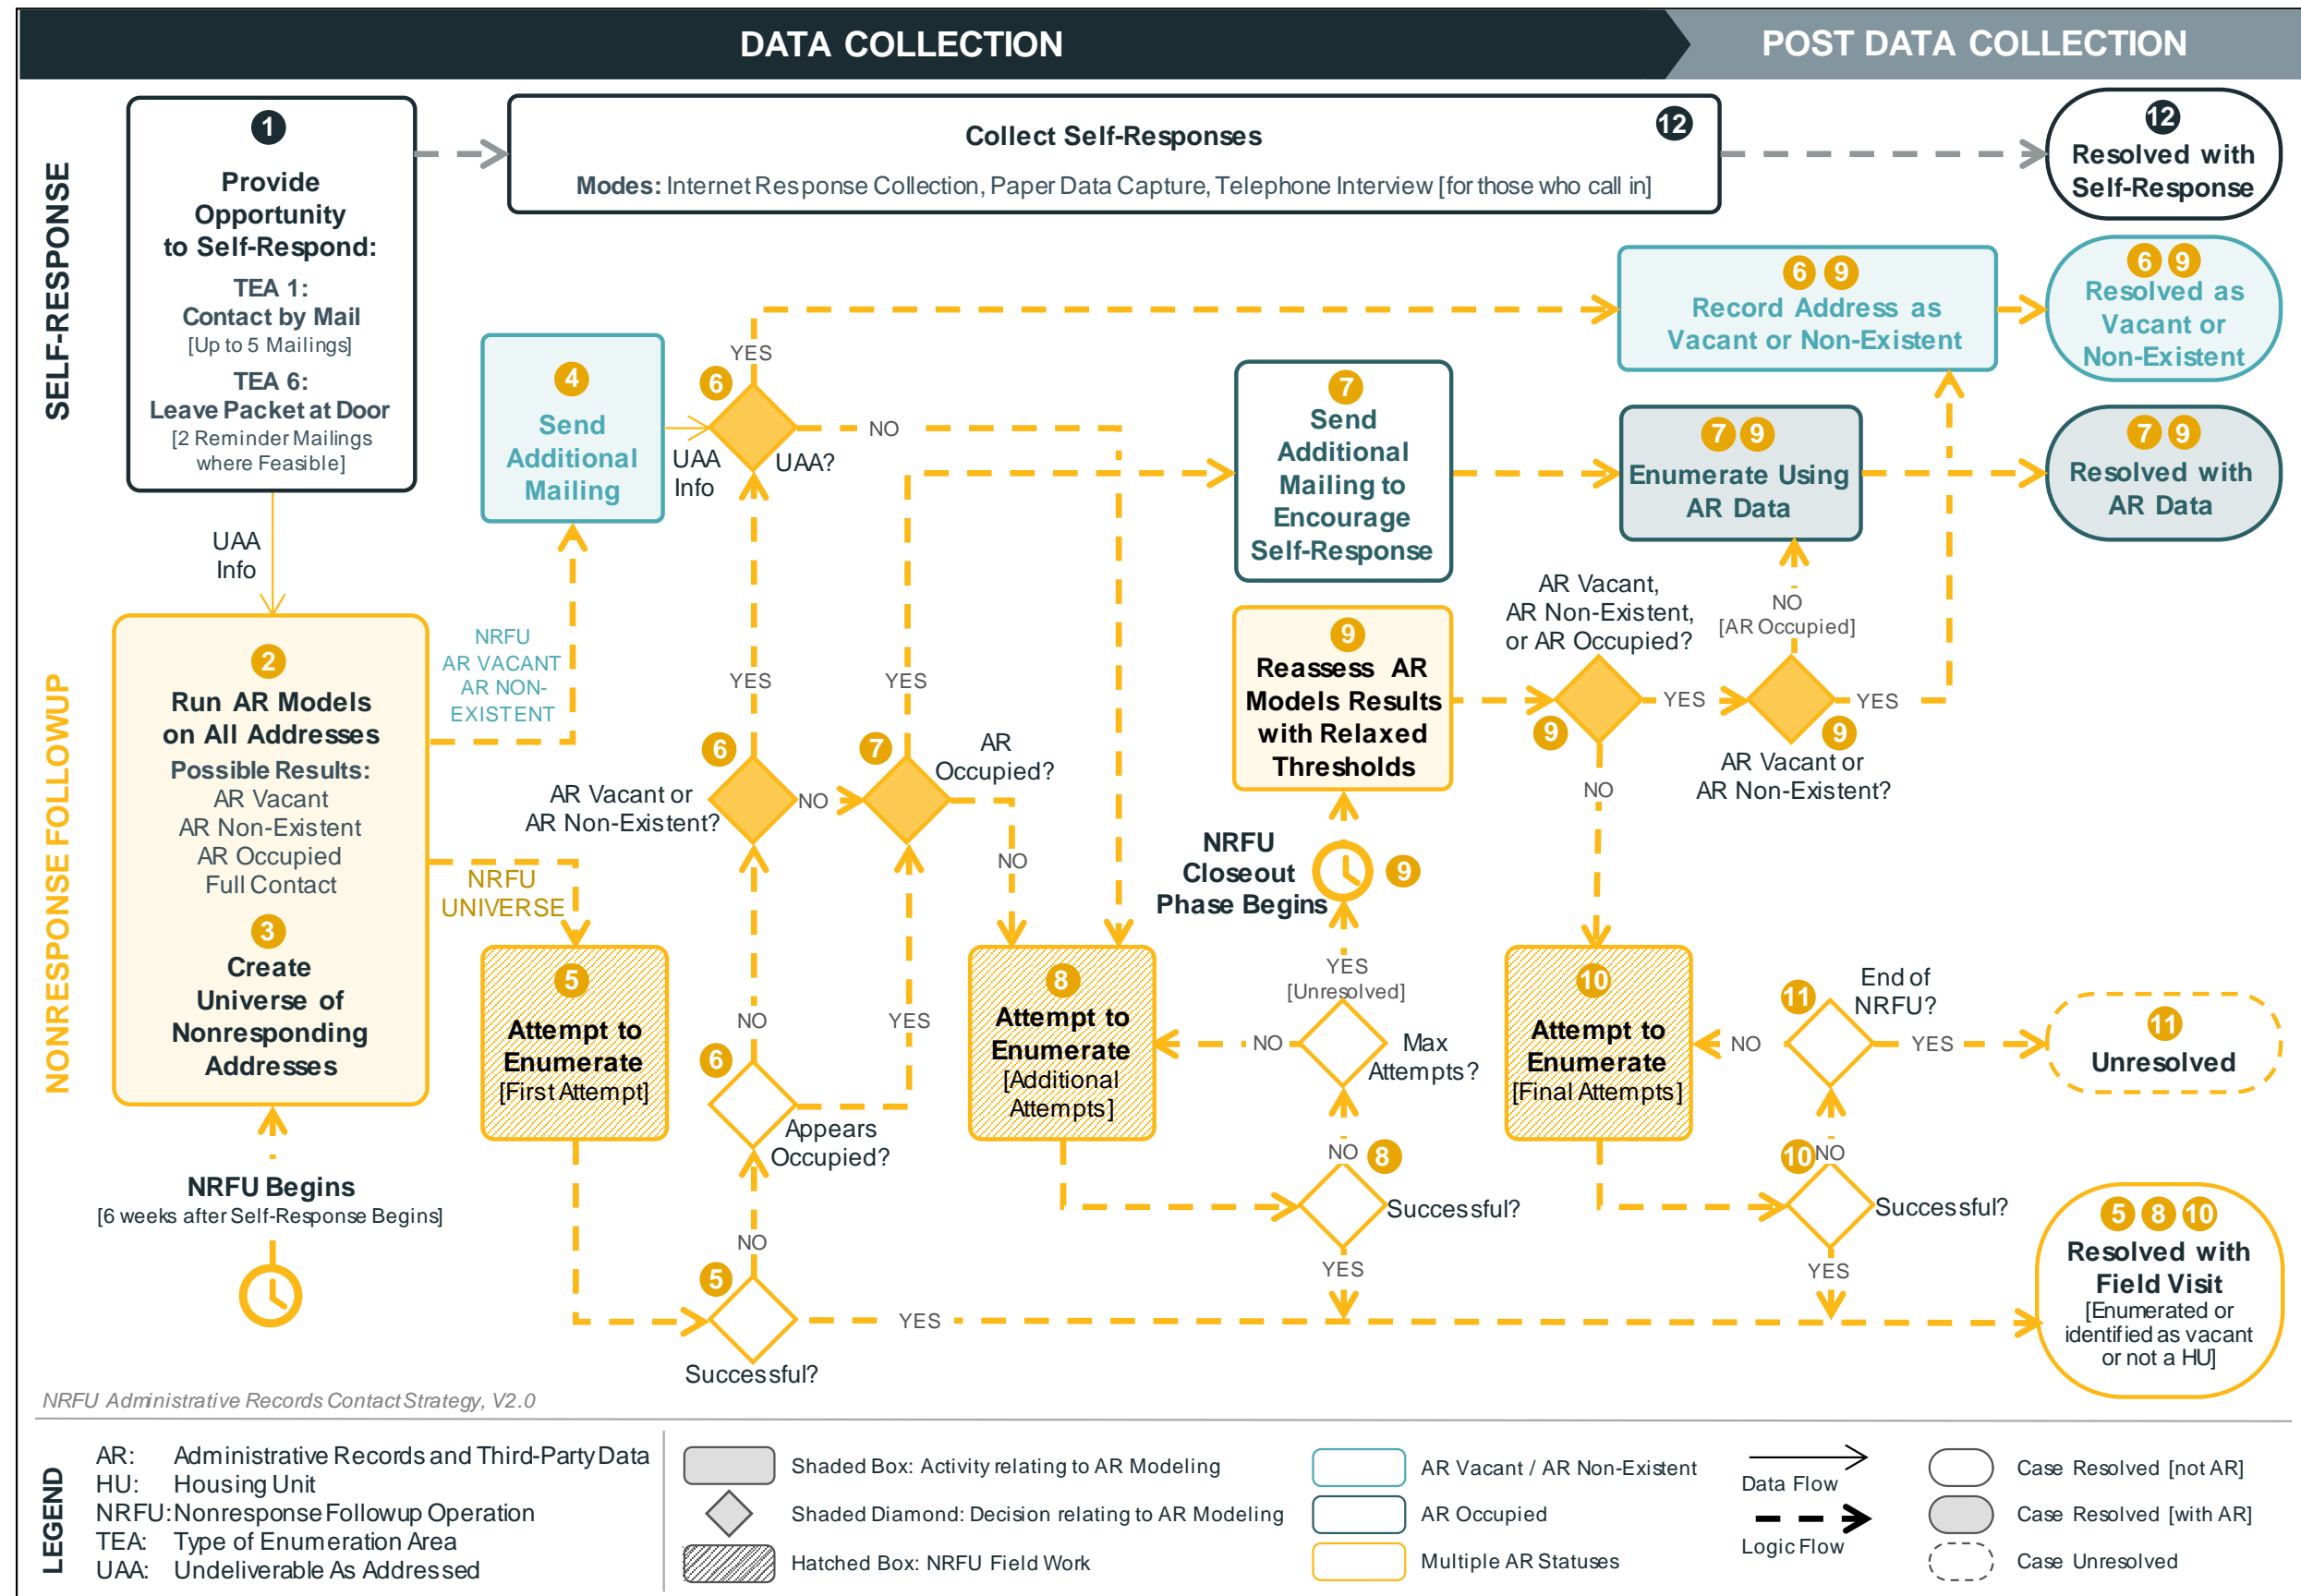 DATA COLLECTION
POST DATA COLLECTION
SELF-RESPONSE
1
Provide
Opportunity
to Self-Respond:
TEA 1:
Contact by Mail
[Up to 5 Mailings]
TEA 6:
Leave Packet at Door
[2 Reminder Mailings
where Feasible]
12
Collect Self-Responses
Modes: Internet Response Collection, Paper Data Capture, Telephone Interview [for those who call in]
12
Resolved with
Self-Response
6 9
Record Address as
Vacant or Non-Existent
6 9
Resolved as
Vacant or
Non-Existent
4
Send
Additional
Mailing
UAA
Info
YES
6
UAA?
NO
7
Send
Additional
Mailing to
Encourage
Self-Response
7 9
Enumerate Using
AR Data
7 9
Resolved with
AR Data
UAA
Info
NONRESPONSE FOLLOWUP
2
Run AR Models
on All Addresses
Possible Results:
AR Vacant
AR Non-Existent
AR Occupied
Full Contact
3
Create
Universe of
Nonresponding
Addresses
NRFU
AR VACANT
AR NON-
EXISTENT
NRFU
UNIVERSE
NRFU Begins
[6 weeks after Self-Response Begins]
5
Attempt to
Enumerate
[First Attempt]
YES
6
AR Vacant or
AR Non-Existent?
NO
YES
7
AR
Occupied?
NO
NO
6
YES
Appears
Occupied?
NO
5
Successful?
YES
8
Attempt to
Enumerate
[Additional
Attempts]
9
Reassess AR
Models Results
with Relaxed
Thresholds
NRFU
Closeout
Phase Begins
9
YES
[Unresolved]
NO
Max
Attempts?
NO
8
Successful?
YES
AR Vacant,
AR Non-Existent,
or AR Occupied?
9
YES
NO
NO
[AR Occupied]
YES
9
AR Vacant or
AR Non-Existent?
10
Attempt to
Enumerate
[Final Attempts]
11
End of
NRFU?
NO
YES
11
Unresolved
10
NO
Successful?
YES
5 8 10
Resolved with
Field Visit
[Enumerated or
identified as vacant
or not a HU]
NRFU Administrative Records Contact Strategy, V2.0
LEGEND
AR: Administrative Records and Third-Party Data
HU: Housing Unit
NRFU: Nonresponse Followup Operation
TEA: Type of Enumeration Area
UAA: Undeliverable As Addressed
Shaded Box: Activity relating to AR Modeling
Shaded Diamond: Decision relating to AR Modeling
Hatched Box: NRFU Field Work
AR Vacant / AR Non-Existent
AR Occupied
Multiple AR Statuses
Data Flow
Logic Flow
Case Resolved [not AR]
Case Resolved [with AR]
Case Unresolved